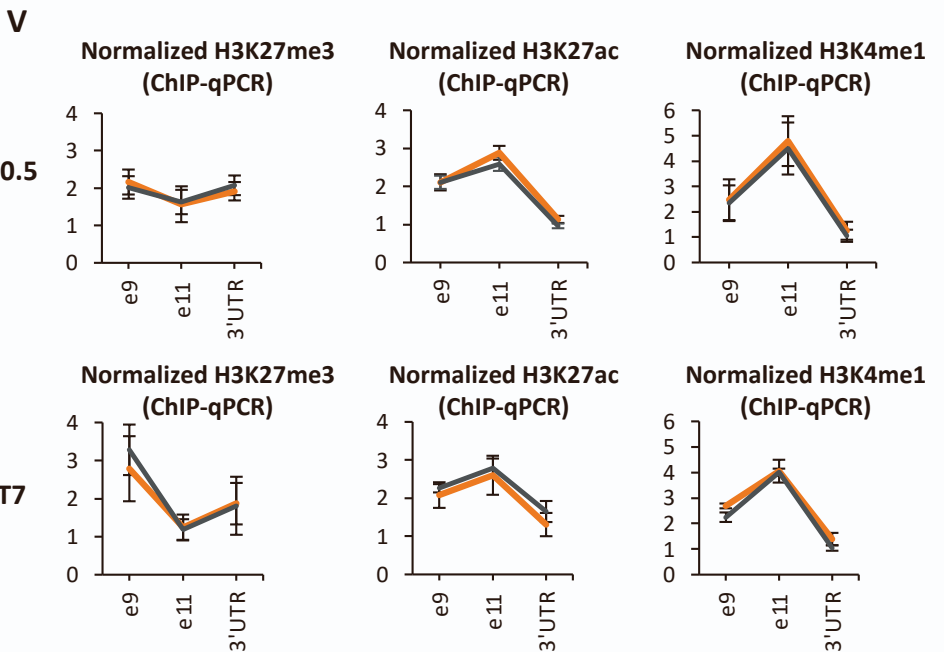 V
Normalized H3K27me3
(ChIP-qPCR)
Normalized H3K27ac
(ChIP-qPCR)
Normalized H3K4me1
(ChIP-qPCR)
0.5
4
3
2
1
0
e9
e11
3'UTR
4
3
2
1
0
e9
e11
3'UTR
6
5
4
3
2
1
0
e9
e11
3'UTR
Normalized H3K27me3
(ChIP-qPCR)
Normalized H3K27ac
(ChIP-qPCR)
Normalized H3K4me1
(ChIP-qPCR)
T7
4
3
2
1
0
e9
e11
3'UTR
4
3
2
1
0
e9
e11
3'UTR
6
5
4
3
2
1
0
e9
e11
3'UTR